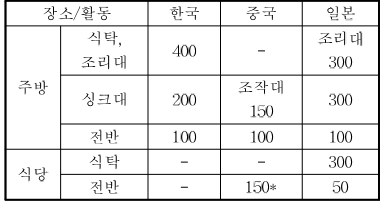 장소/활동 한국 중국 일본
주방 식탁, 조리대 400 - 조리대 300
싱크대 200 조작대 150 300
전반 100 100 100
식당 식탁 - - 300
전반 - 150* 50